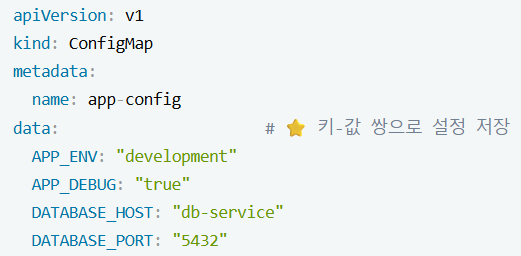 apiVersion: v1
kind: ConfigMap
metadata:
  name: app-config
data:                    # ⭐ 키-값 쌍으로 설정 저장
  APP_ENV: "development"
  APP_DEBUG: "true"
  DATABASE_HOST: "db-service"
  DATABASE_PORT: "5432"